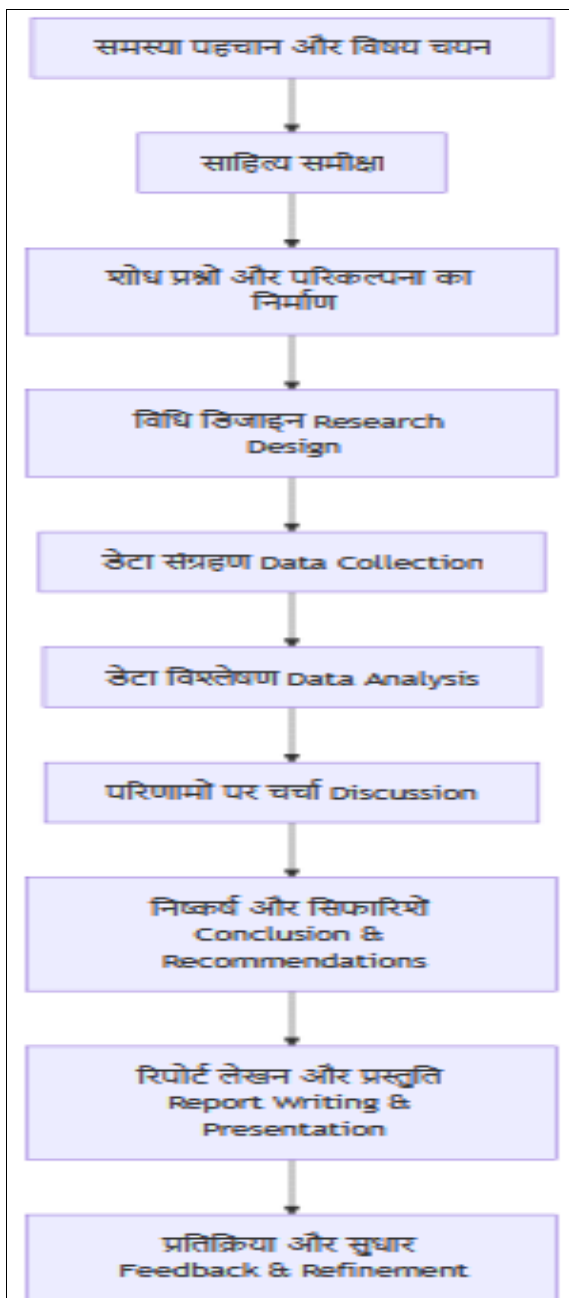 समस्या पहचान और विषय चयन
साहित्य समीक्षा
शोध प्रश्नों और परिकल्पना का
निर्माण
विधि डिजाइन Research
Design
डेटा संग्रहण Data Collection
डेटा विश्लेषण Data Analysis
परिणामों पर चर्चा Discussion
निष्कर्ष और सिफारिशें
Conclusion &
Recommendations
रिपोर्ट लेखन और प्रस्तुति
Report Writing &
Presentation
प्रतिक्रिया और सुधार
Feedback & Refinement